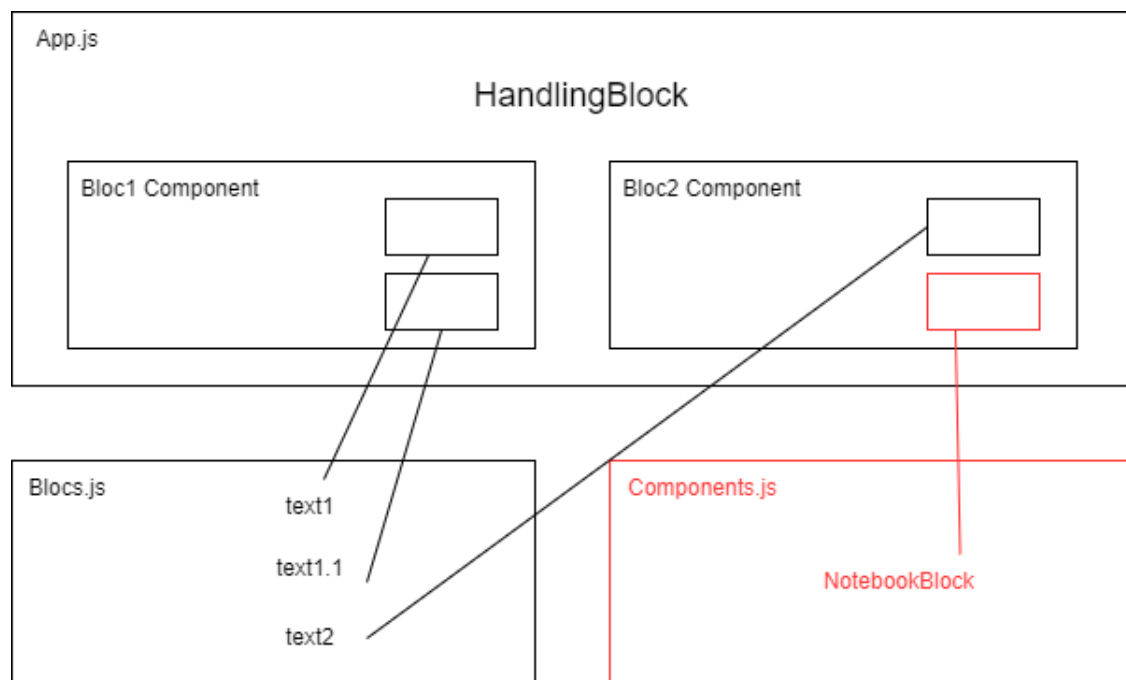 App.js
HandlingBlock
Bloc1 Component
Bloc2 Component
Blocs.js
text1
text1.1
text2
Components.js
NotebookBlock